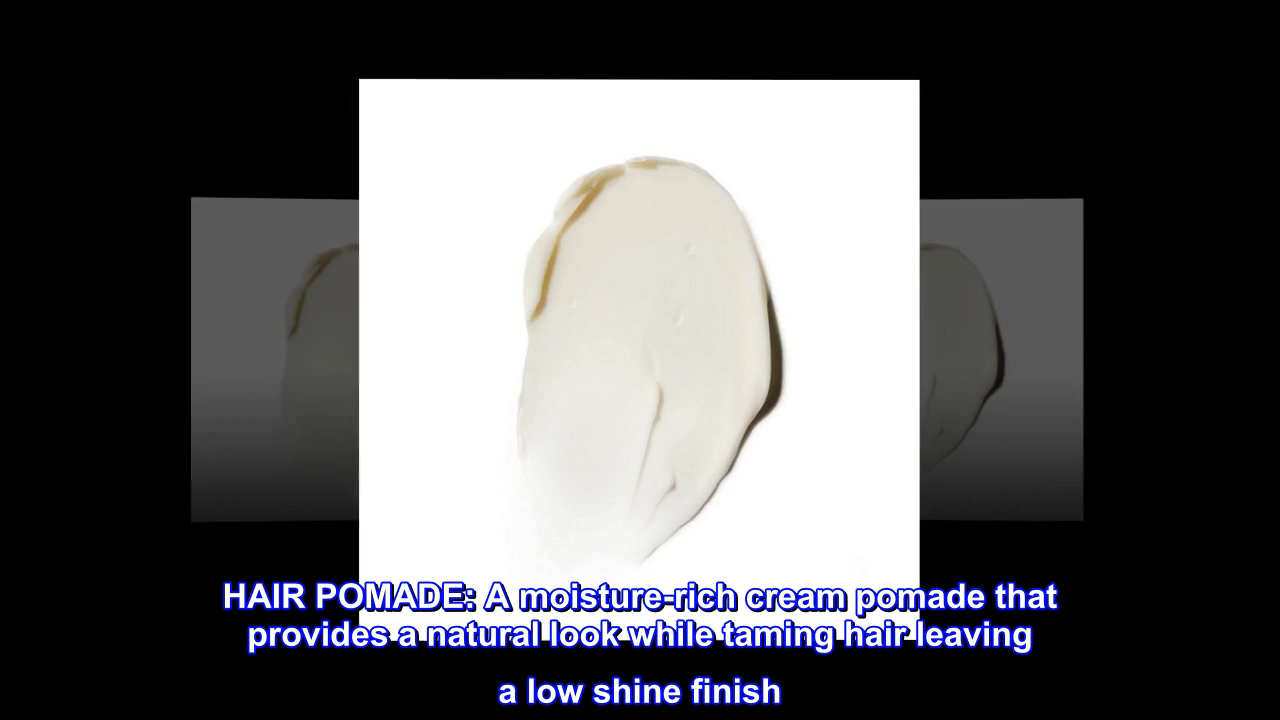 HAIR POMADE: A moisture-rich cream pomade that
provides a natural look while taming hair leaving
a low shine finish